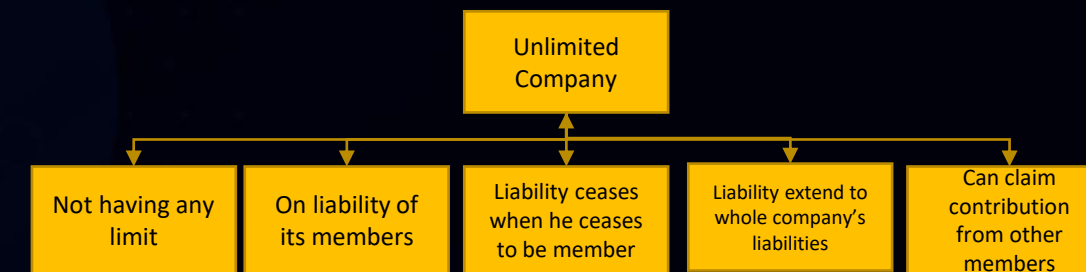 Unlimited
Company
Not having any
limit
On liability of
its members
Liability ceases
when he ceases
to be member
Liability extend to
whole company’s
liabilities
Can claim
contribution
from other
members